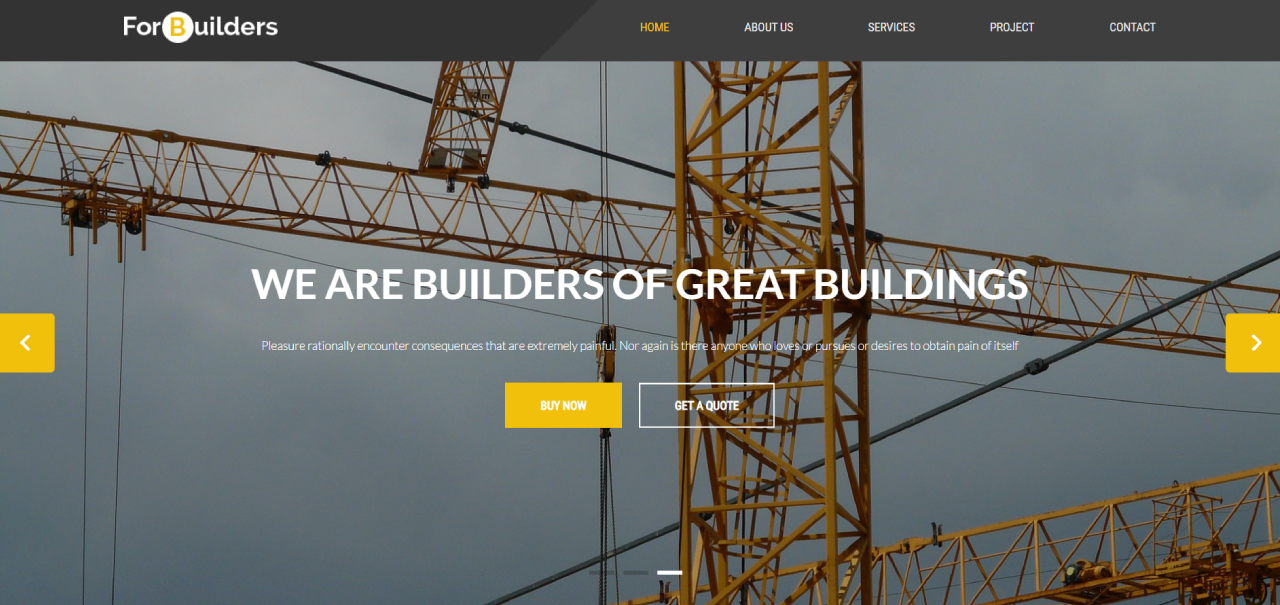 ForBuilders
HOME ABOUT US SERVICES PROJECT CONTACT
WE ARE BUILDERS OF GREAT BUILDINGS
Pleasure rationally encounter consequences that are extremely painful. Nor again is there anyone who loves or pursues or desires to obtain pain of itself
BUY NOW GET A QUOTE